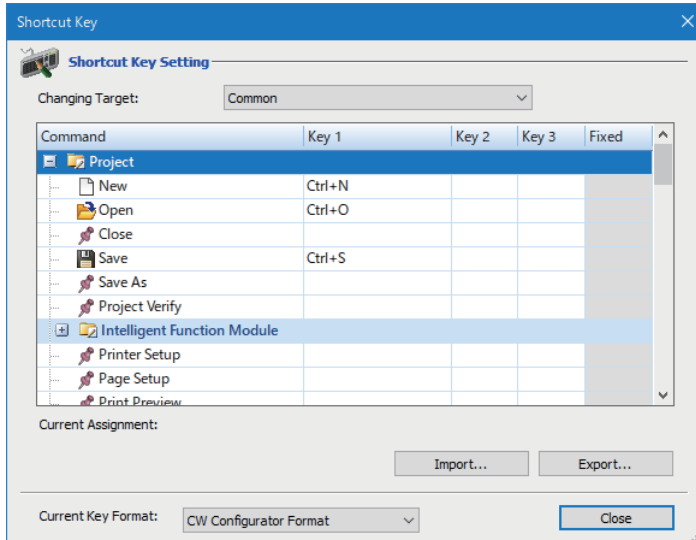 Shortcut Key
Shortcut Key Setting
Changing Target: Common
Command Key 1 Key 2 Key 3 Fixed
Project
New Ctrl+N
Open Ctrl+O
Close
Save Ctrl+S
Save As
Project Verify
Intelligent Function Module
Printer Setup
Page Setup
Print Preview
Current Assignment:
Import... Export...
Current Key Format: CW Configurator Format Close